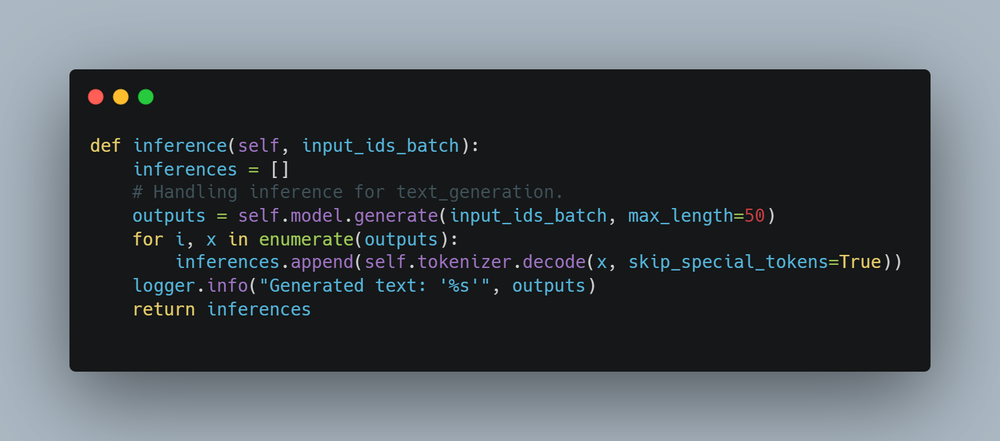 def inference(self, input_ids_batch):
    inferences = []
    # Handling inference for text_generation.
    outputs = self.model.generate(input_ids_batch, max_length=50)
    for i, x in enumerate(outputs):
        inferences.append(self.tokenizer.decode(x, skip_special_tokens=True))
    logger.info("Generated text: '%s'", outputs)
    return inferences